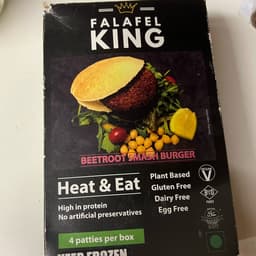 FALAFEL
KING
BEETROOT SMASH BURGER
Heat & Eat
High in protein
No artificial preservatives
Plant Based
Gluten Free
Dairy Free
Egg Free
V
4 patties per box
KEEP FROZEN